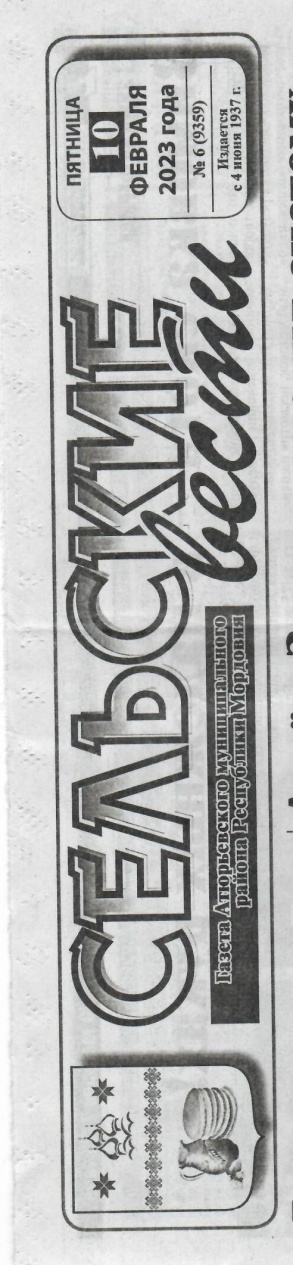 СЕЛЬСКИЕ
вести
Газета Атюрьевского муниципального
района Республики Мордовия
ПЯТНИЦА
10
ФЕВРАЛЯ
2023 года
№ 6 (9359)
Издается
с 4 июня 1937 г.